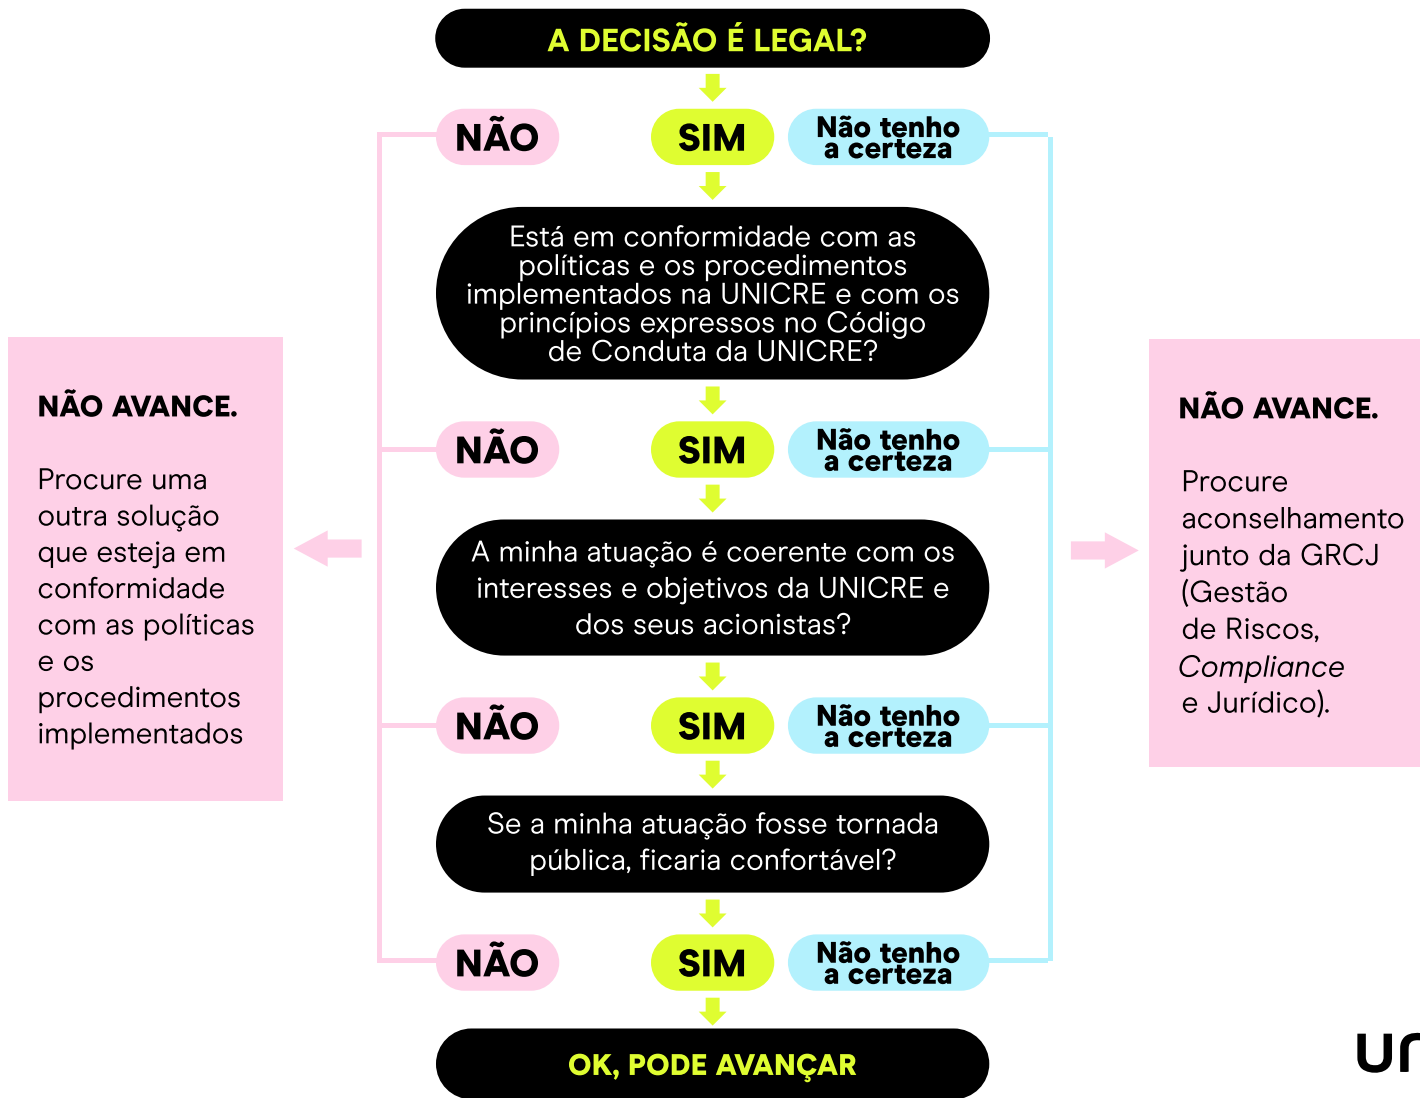 A DECISÃO É LEGAL?
NÃO
SIM
Não tenho
a certeza
Está em conformidade com as
políticas e os procedimentos
implementados na UNICRE e com os
princípios expressos no Código
de Conduta da UNICRE?
NÃO
SIM
Não tenho
a certeza
A minha atuação é coerente com os
interesses e objetivos da UNICRE e
dos seus acionistas?
NÃO
SIM
Não tenho
a certeza
Se a minha atuação fosse tornada
pública, ficaria confortável?
NÃO
SIM
Não tenho
a certeza
OK, PODE AVANÇAR
NÃO AVANCE.
Procure uma
outra solução
que esteja em
conformidade
com as políticas
e os
procedimentos
implementados
NÃO AVANCE.
Procure
aconselhamento
junto da GRCJ
(Gestão
de Riscos,
Compliance
e Jurídico).